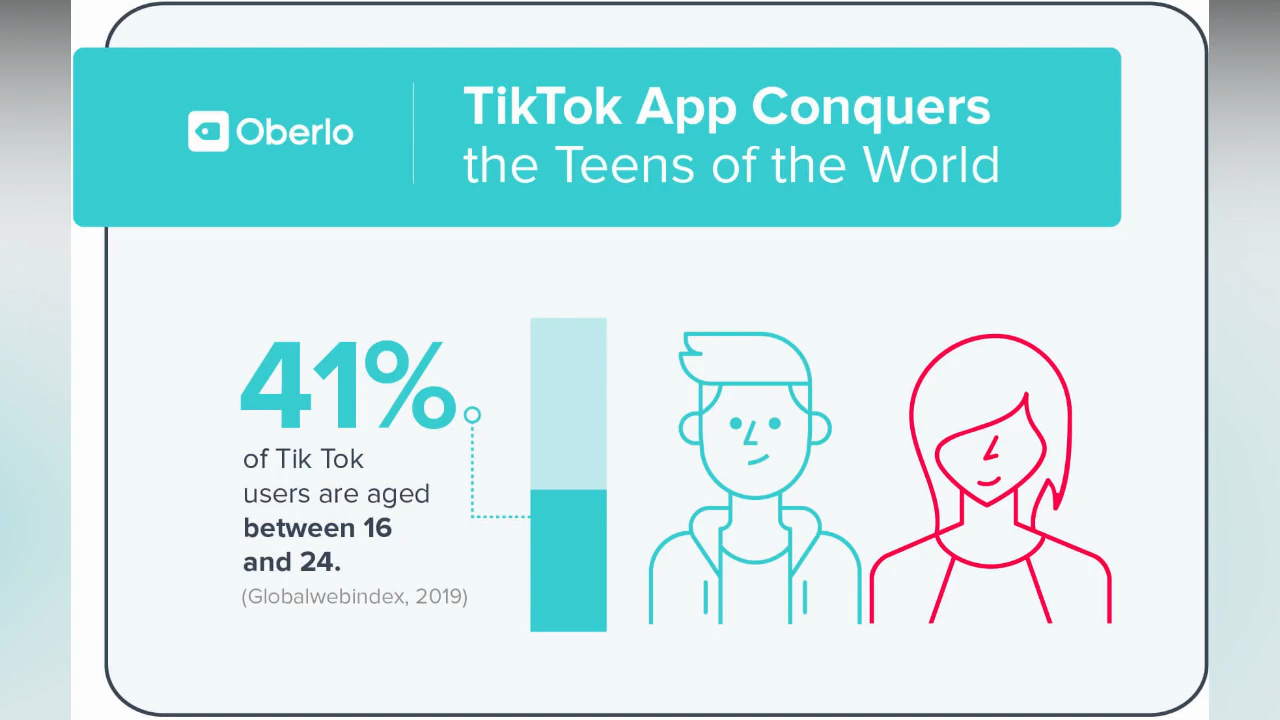 Oberlo
TikTok App Conquers
the Teens of the World
41%
of Tik Tok
users are aged
between 16
and 24.
(Globalwebindex, 2019)